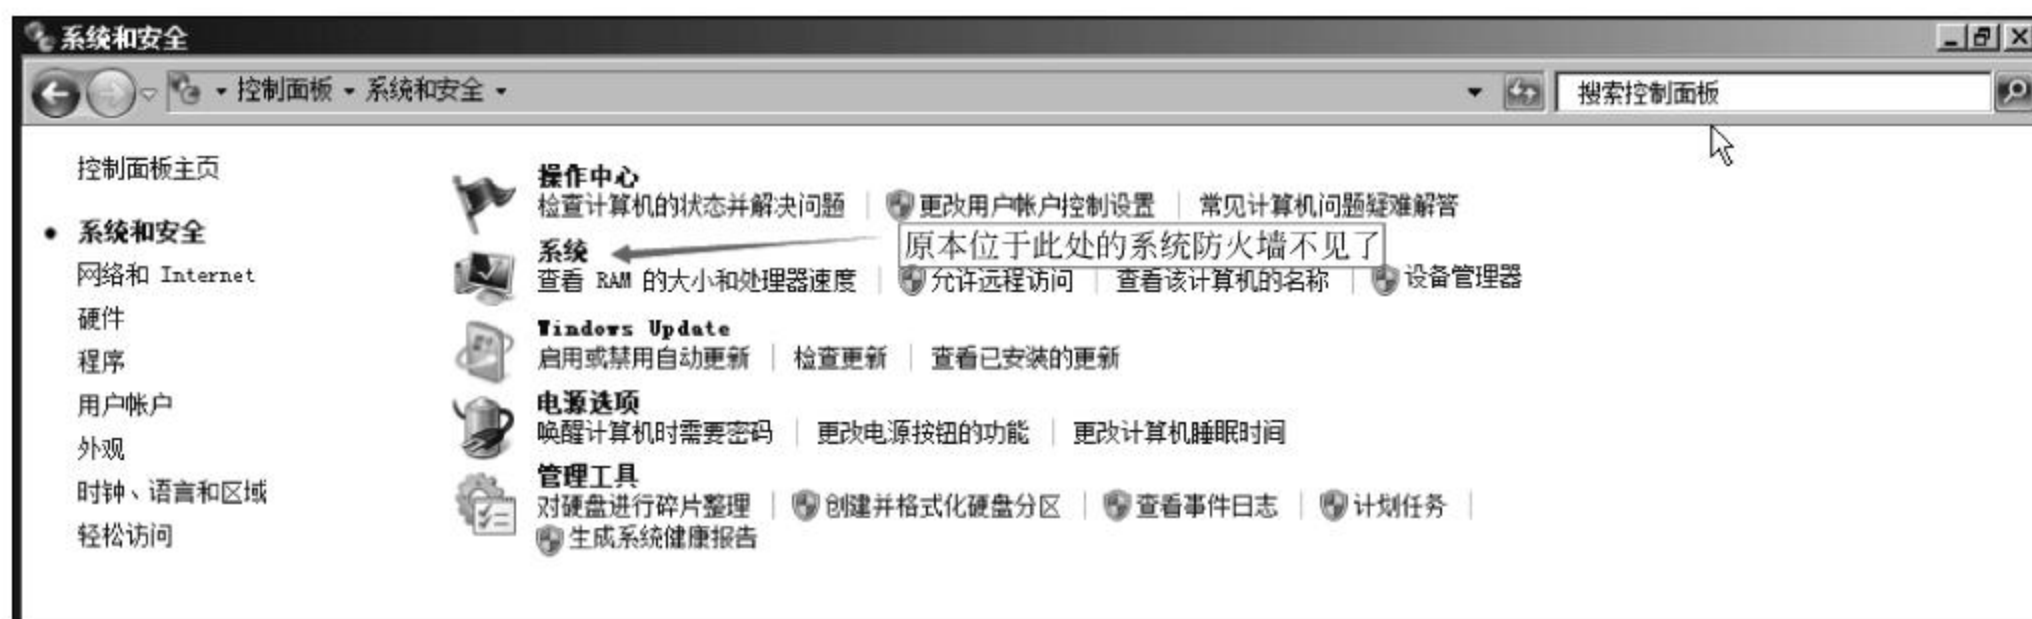 系统和安全
控制面板 系统和安全
搜索控制面板
控制面板主页
系统和安全
网络和 Internet
硬件
程序
用户帐户
外观
时钟、语言和区域
轻松访问
操作中心
检查计算机的状态并解决问题 更改用户帐户控制设置 常见计算机问题疑难解答
系统
原本位于此处的系统防火墙不见了
查看 RAM 的大小和处理器速度 允许远程访问 查看该计算机的名称 设备管理器
Windows Update
启用或禁用自动更新 检查更新 查看已安装的更新
电源选项
唤醒计算机时需要密码 更改电源按钮的功能 更改计算机睡眠时间
管理工具
对硬盘进行碎片整理 创建并格式化硬盘分区 查看事件日志 计划任务
生成系统健康报告